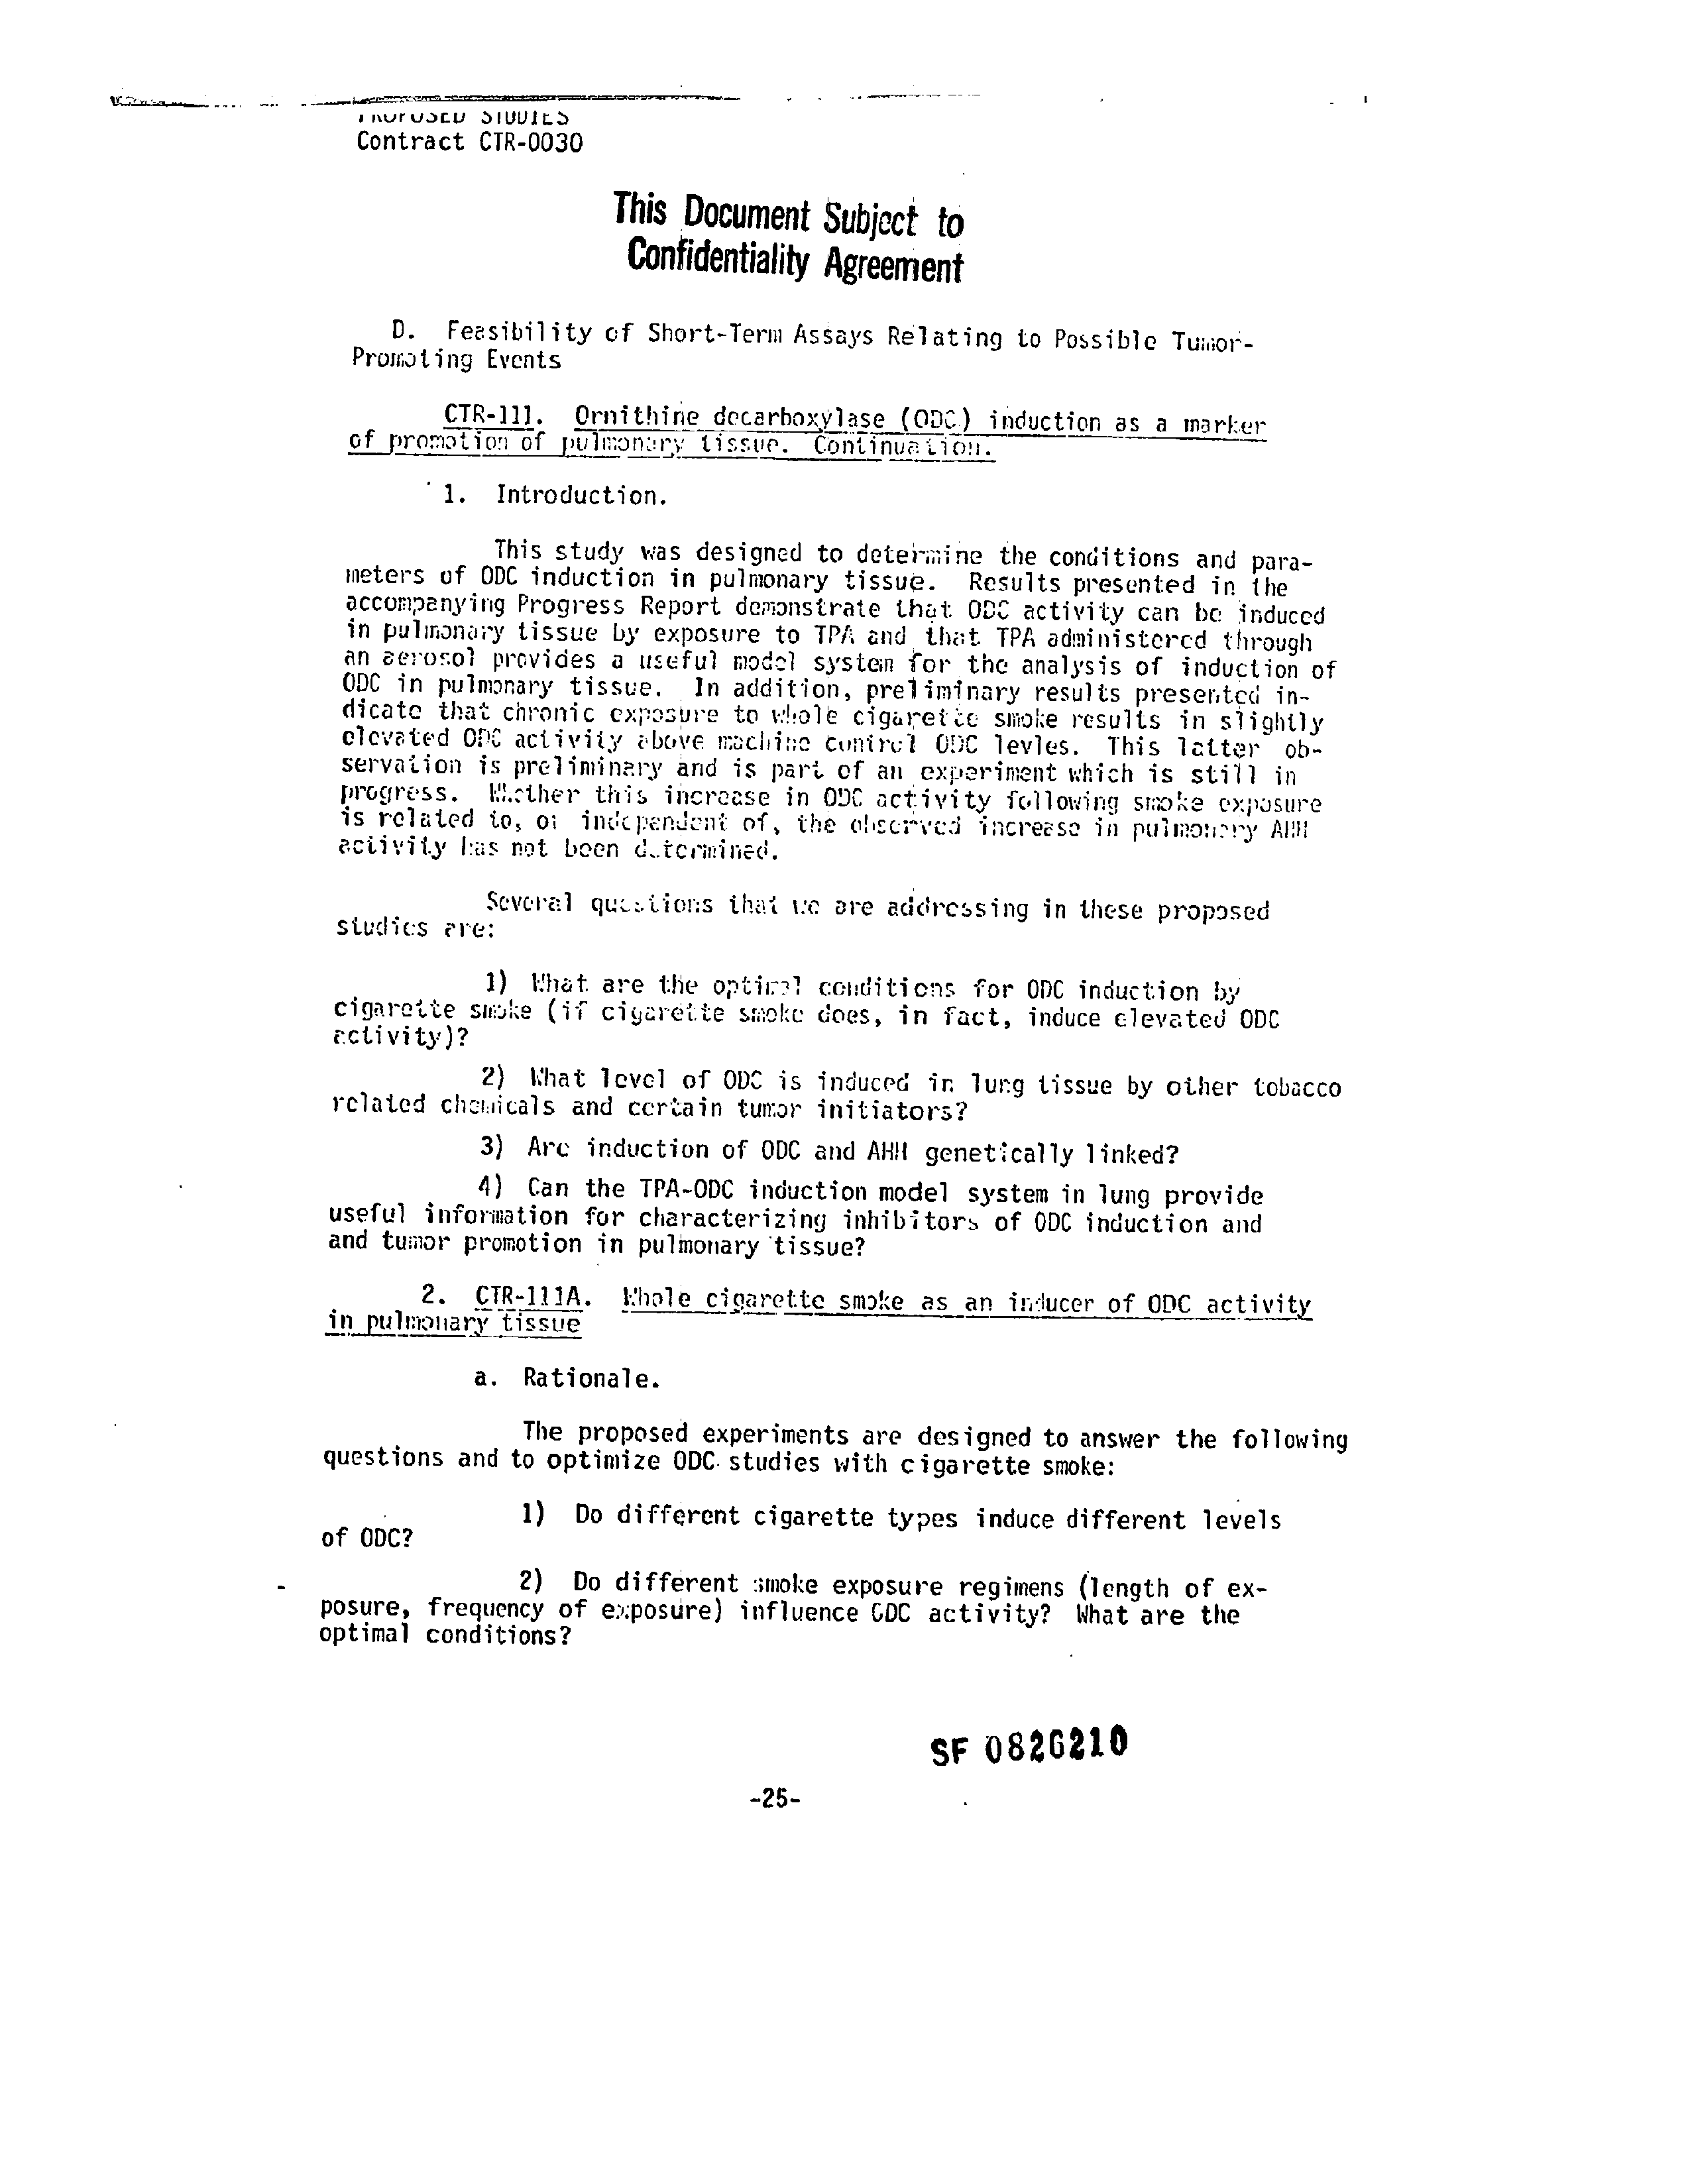 PROPOSED STUDIES
Contract CTR-0030
This Document Subject to
Confidentiality Agreement
D. Feasibility of Short-Term Assays Relating to Possible Tumor-
Promoting Events
CTR-111. Ornithine decarboxylase (ODC) induction as a marker
of promotion of pulmonary tissue. Continuation.
1. Introduction.
This study was designed to determine the conditions and para-
meters of ODC induction in pulmonary tissue. Results presented in the
accompanying Progress Report demonstrate that ODC activity can be induced
in pulmonary tissue by exposure to TPA and that TPA administered through
an aerosol provides a useful model system for the analysis of induction of
ODC in pulmonary tissue. In addition, preliminary results presented in-
dicate that chronic exposure to whole cigarette smoke results in slightly
elevated ODC activity above machine control ODC levles. This latter ob-
servation is preliminary and is part of an experiment which is still in
progress. Whether this increase in ODC activity following smoke exposure
is related to, or independent of, the observed increase in pulmonary AHH
activity has not been determined.
Several questions that we are addressing in these proposed
studies are:
1) What are the optimal conditions for ODC induction by
cigarette smoke (if cigarette smoke does, in fact, induce elevated ODC
activity)?
2) What level of ODC is induced in lung tissue by other tobacco
related chemicals and certain tumor initiators?
3) Are induction of ODC and AHH genetically linked?
4) Can the TPA-ODC induction model system in lung provide
useful information for characterizing inhibitors of ODC induction and
and tumor promotion in pulmonary tissue?
2. CTR-111A. Whole cigarette smoke as an inducer of ODC activity
in pulmonary tissue
a. Rationale.
The proposed experiments are designed to answer the following
questions and to optimize ODC studies with cigarette smoke:
1) Do different cigarette types induce different levels
of ODC?
2) Do different smoke exposure regimens (length of ex-
posure, frequency of exposure) influence ODC activity? What are the
optimal conditions?
SF 0826210
-25-